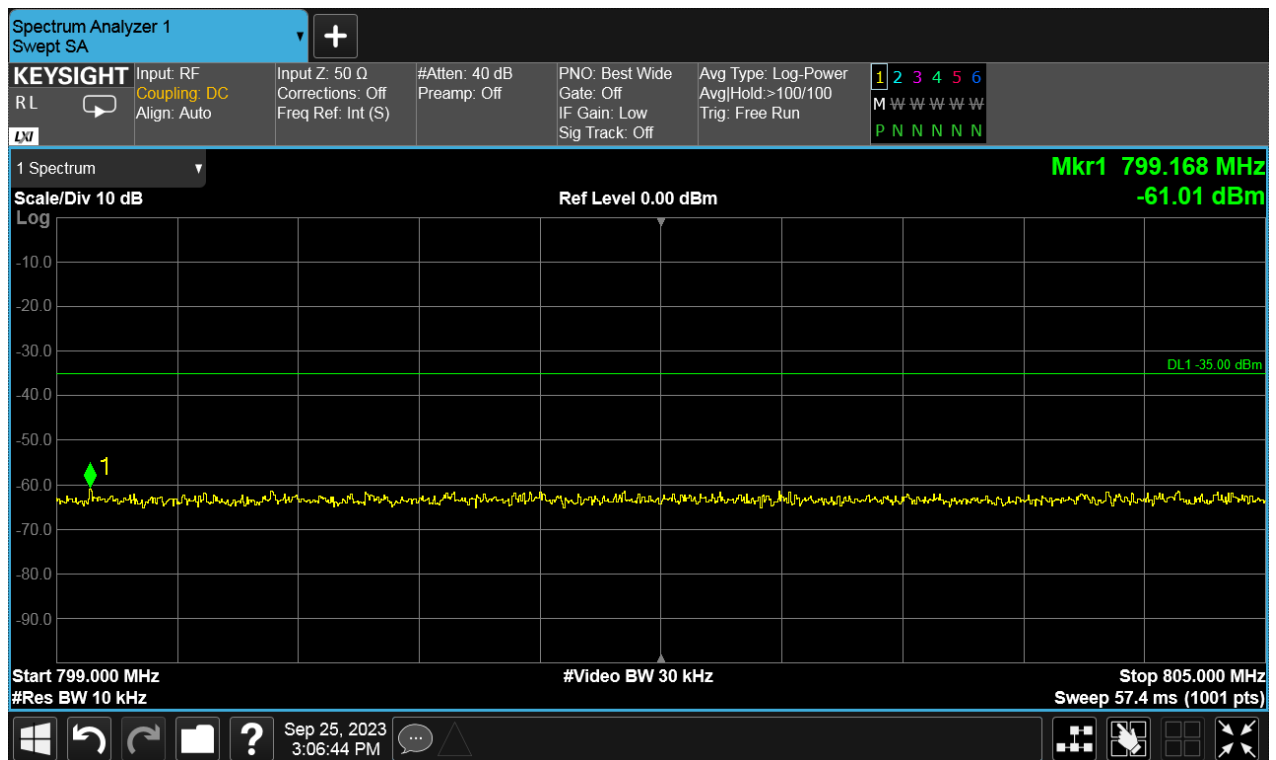 Spectrum Analyzer 1
Swept SA
KEYSIGHT
R L
LXI
Input: RF
Coupling: DC
Align: Auto
Input Z: 50 Ω
Corrections: Off
Freq Ref: Int (S)
#Atten: 40 dB
Preamp: Off
PNO: Best Wide
Gate: Off
IF Gain: Low
Sig Track: Off
Avg Type: Log-Power
Avg|Hold:>100/100
Trig: Free Run
1 2 3 4 5 6
M W W W W W
P N N N N N
1 Spectrum
Mkr1 799.168 MHz
-61.01 dBm
Scale/Div 10 dB
Ref Level 0.00 dBm
Log
-10.0
-20.0
-30.0
DL1 -35.00 dBm
-40.0
-50.0
1
-60.0
-70.0
-80.0
-90.0
Start 799.000 MHz
#Video BW 30 kHz
Stop 805.000 MHz
#Res BW 10 kHz
Sweep 57.4 ms (1001 pts)
?
Sep 25, 2023
3:06:44 PM